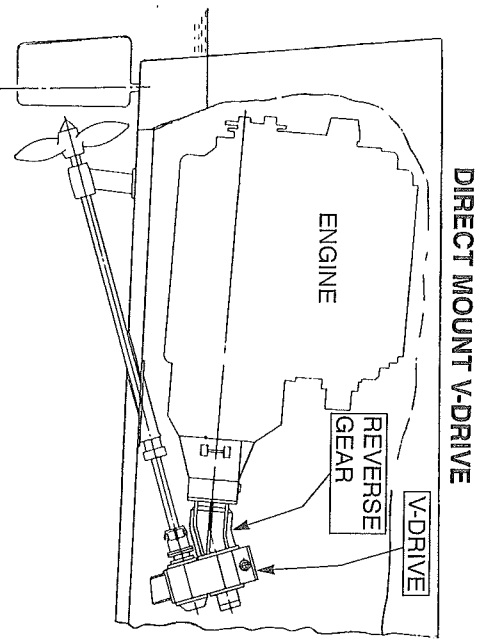 DIRECT MOUNT V-DRIVE
ENGINE
REVERSE
GEAR
V-DRIVE